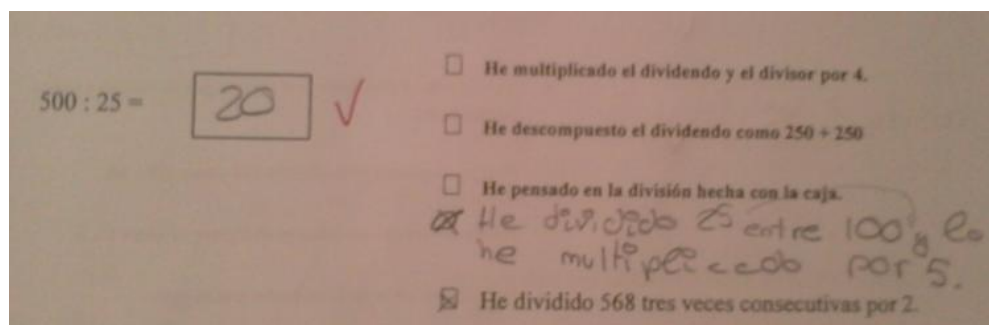 He multiplicado el dividendo y el divisor por 4.
500 : 25 = 20
He descompuesto el dividendo como 250 + 250
He pensado en la división hecha con la caja.
He dividido 25 entre 100 y lo
he multiplicado por 5.
He dividido 568 tres veces consecutivas por 2.